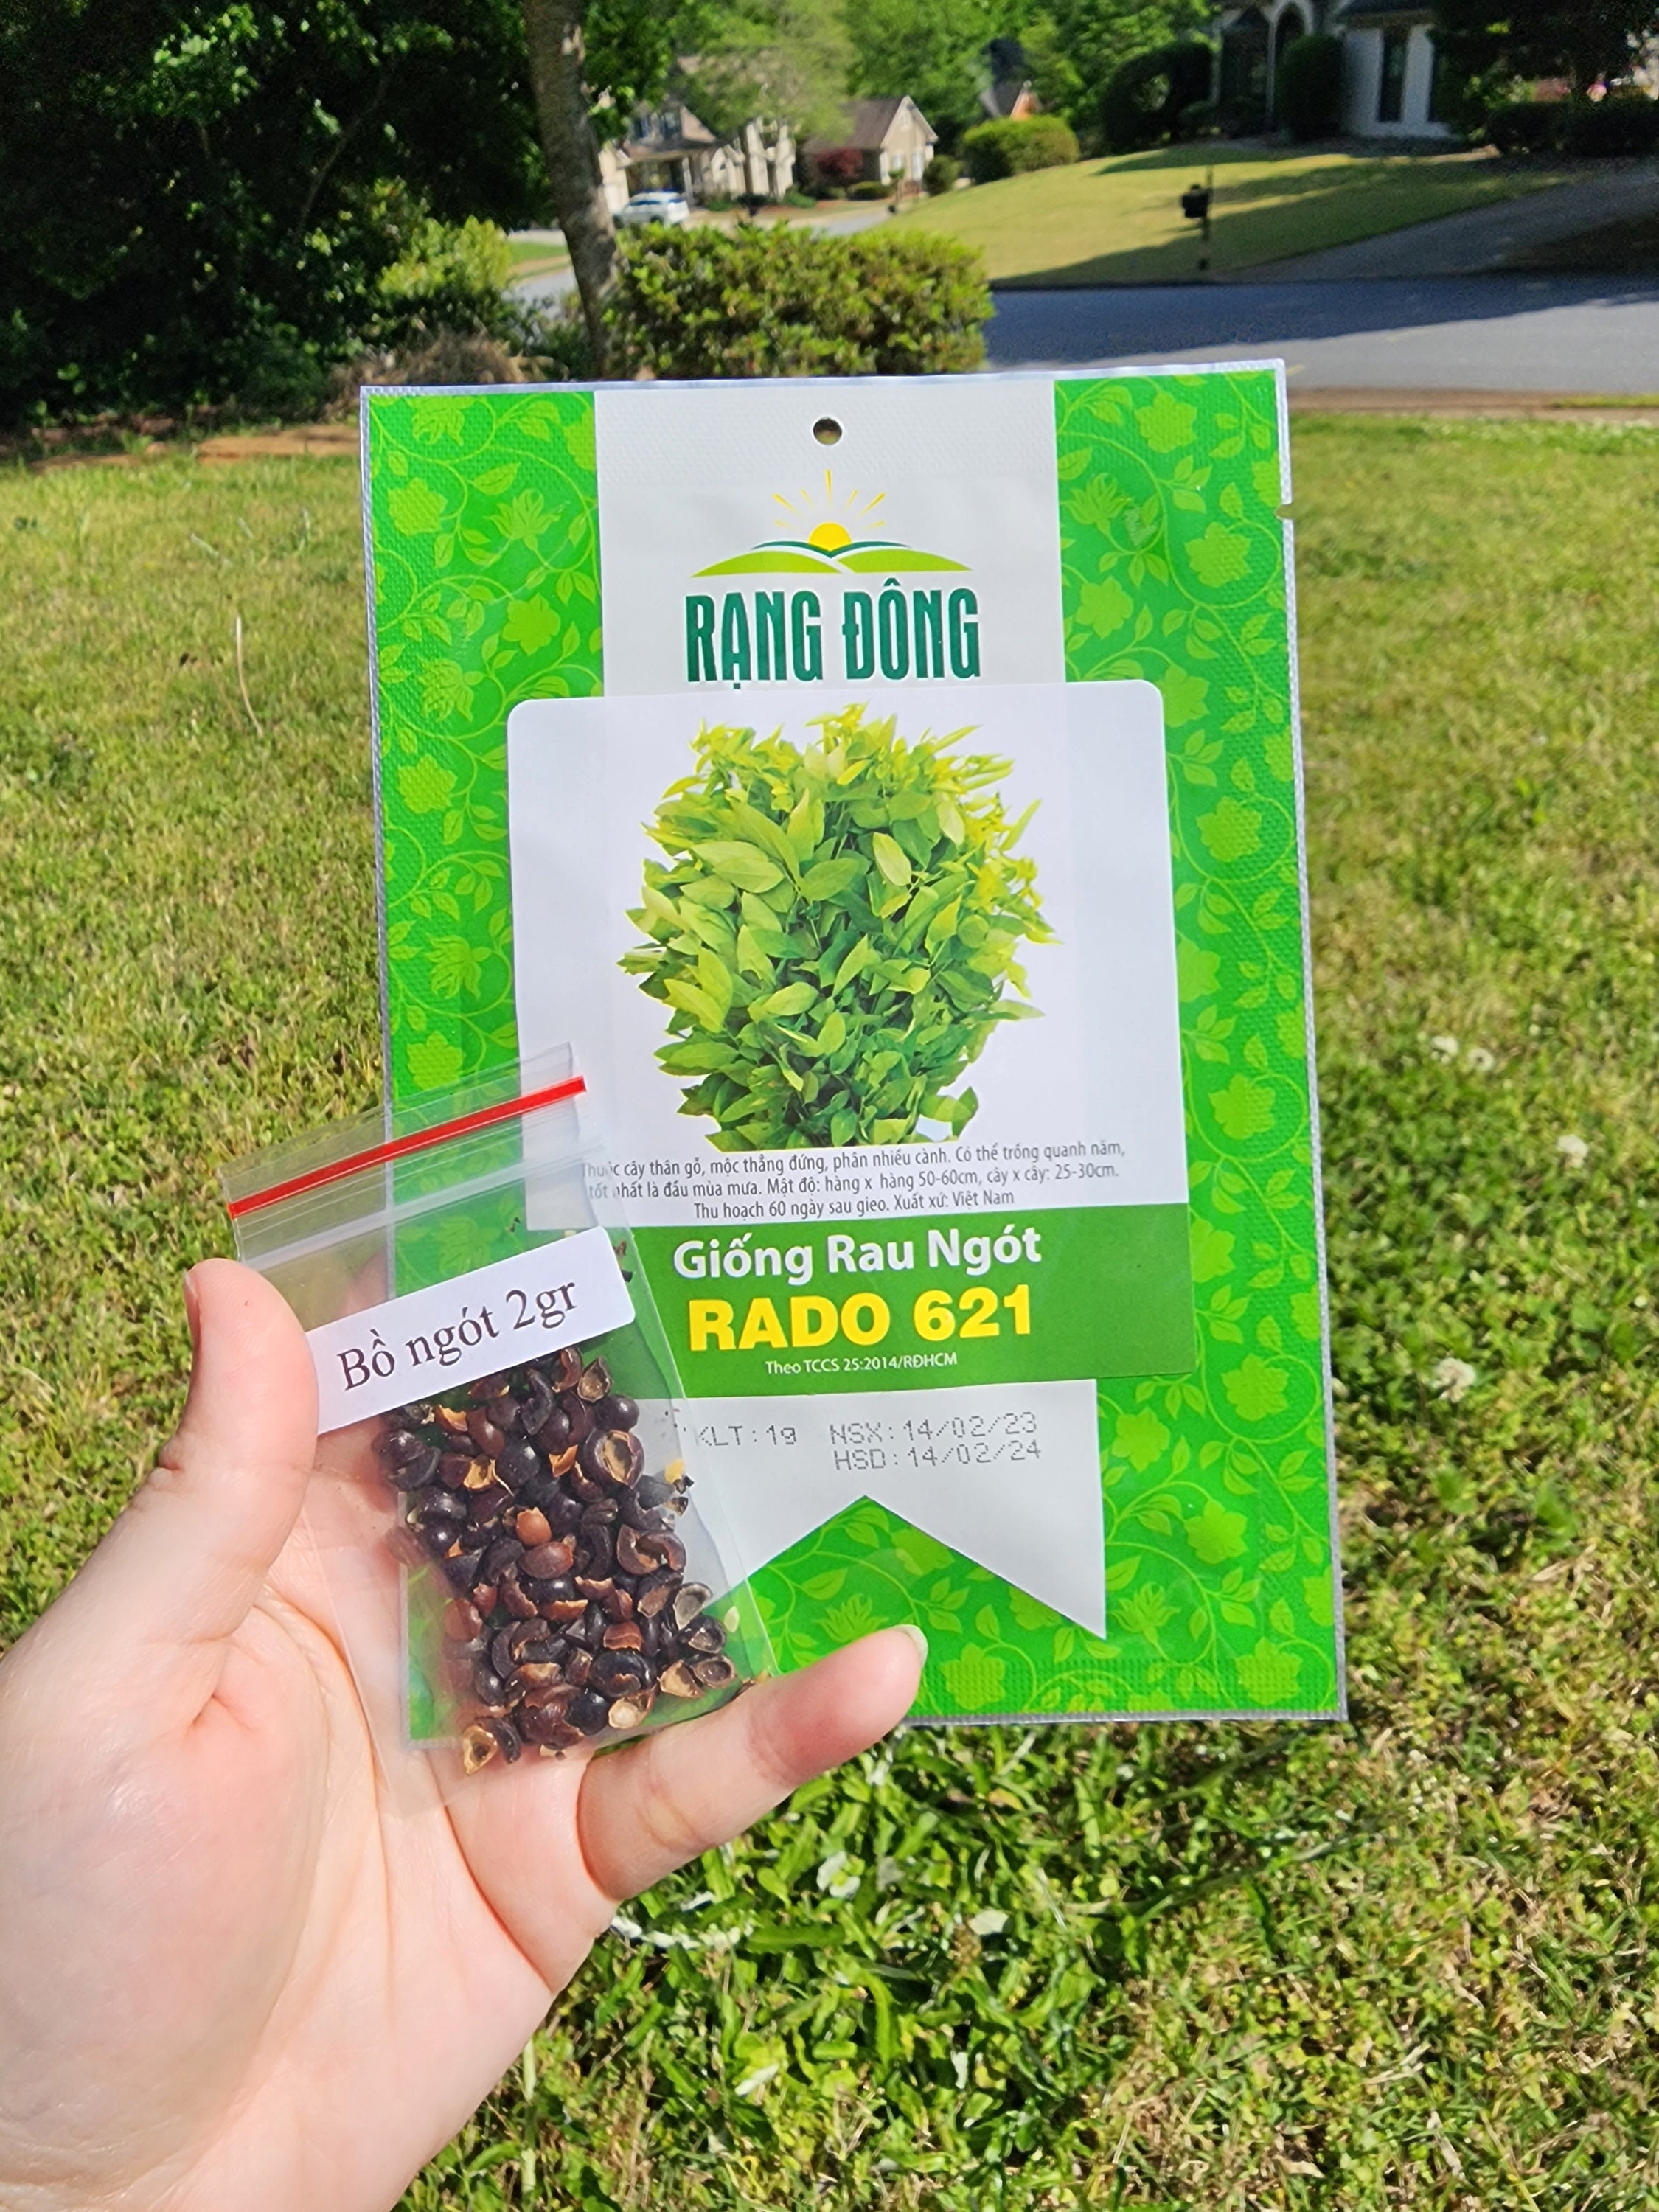 RẠNG ĐÔNG
Thuộc cây thân gỗ, mọc thẳng đứng, phân nhiều cành. Có thể trồng quanh năm,
tốt nhất là đầu mùa mưa. Mật độ: hàng x hàng 50-60cm, cây x cây: 25-30cm.
Thu hoạch 60 ngày sau gieo. Xuất xứ: Việt Nam
Giống Rau Ngót
RADO 621
Theo TCCS 25:2014/RĐHCM
KLT:1g NSX:14/02/23
HSD:14/02/24
Bồ ngót 2gr